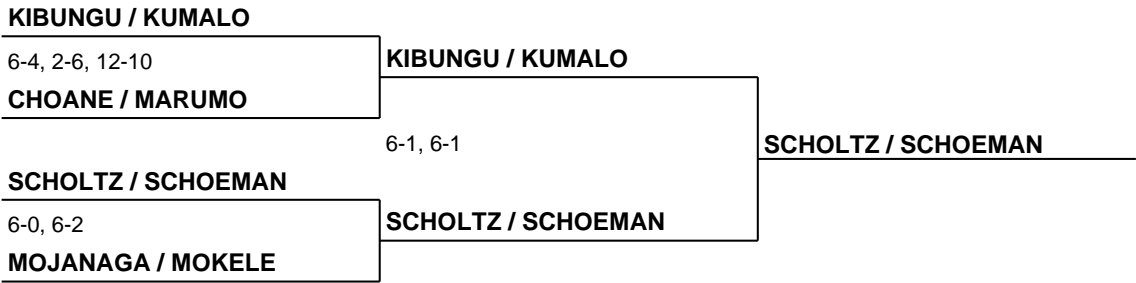 KIBUNGU / KUMALO
6-4, 2-6, 12-10
KIBUNGU / KUMALO
CHOANE / MARUMO
6-1, 6-1
SCHOLTZ / SCHOEMAN
SCHOLTZ / SCHOEMAN
6-0, 6-2
SCHOLTZ / SCHOEMAN
MOJANAGA / MOKELE